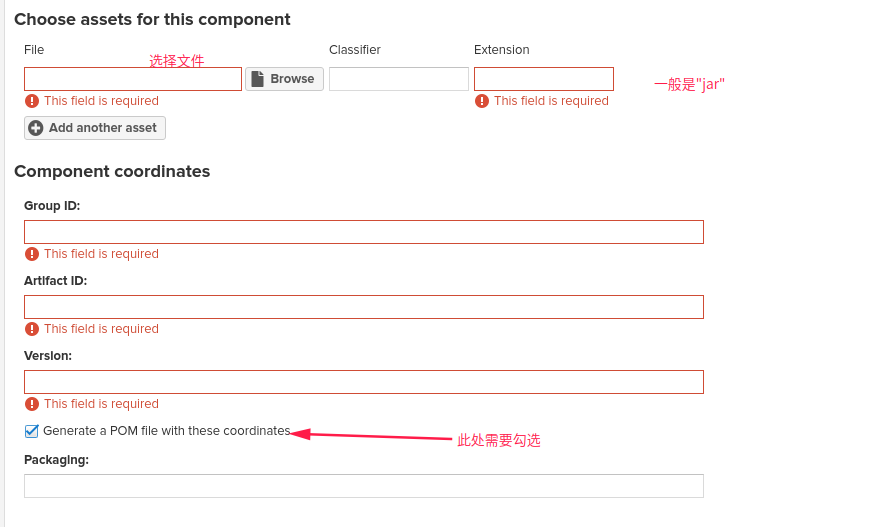 Choose assets for this component
File
Classifier
Extension
选择文件
Browse
一般是"jar"
This field is required
This field is required
Add another asset
Component coordinates
Group ID:
This field is required
Artifact ID:
This field is required
Version:
This field is required
Generate a POM file with these coordinates
此处需要勾选
Packaging: